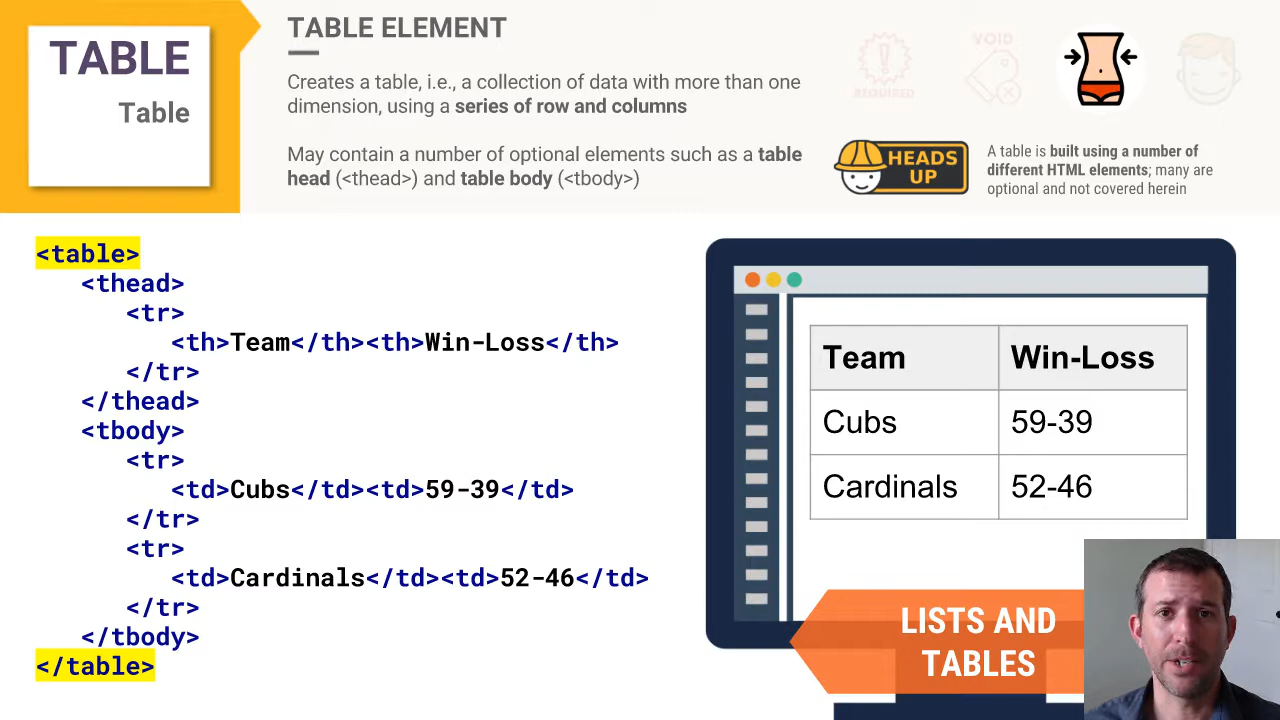 TABLE
Table
TABLE ELEMENT
Creates a table, i.e., a collection of data with more than one
dimension, using a series of row and columns
May contain a number of optional elements such as a table
head (<thead>) and table body (<tbody>)
REQUIRED
VOID
HEADS
UP
A table is built using a number of
different HTML elements; many are
optional and not covered herein
<table>
<thead>
<tr>
<th>Team</th><th>Win-Loss</th>
</tr>
</thead>
<tbody>
<tr>
<td>Cubs</td><td>59-39</td>
</tr>
<tr>
<td>Cardinals</td><td>52-46</td>
</tr>
</tbody>
</table>
Team Win-Loss
Cubs 59-39
Cardinals 52-46
LISTS AND
TABLES